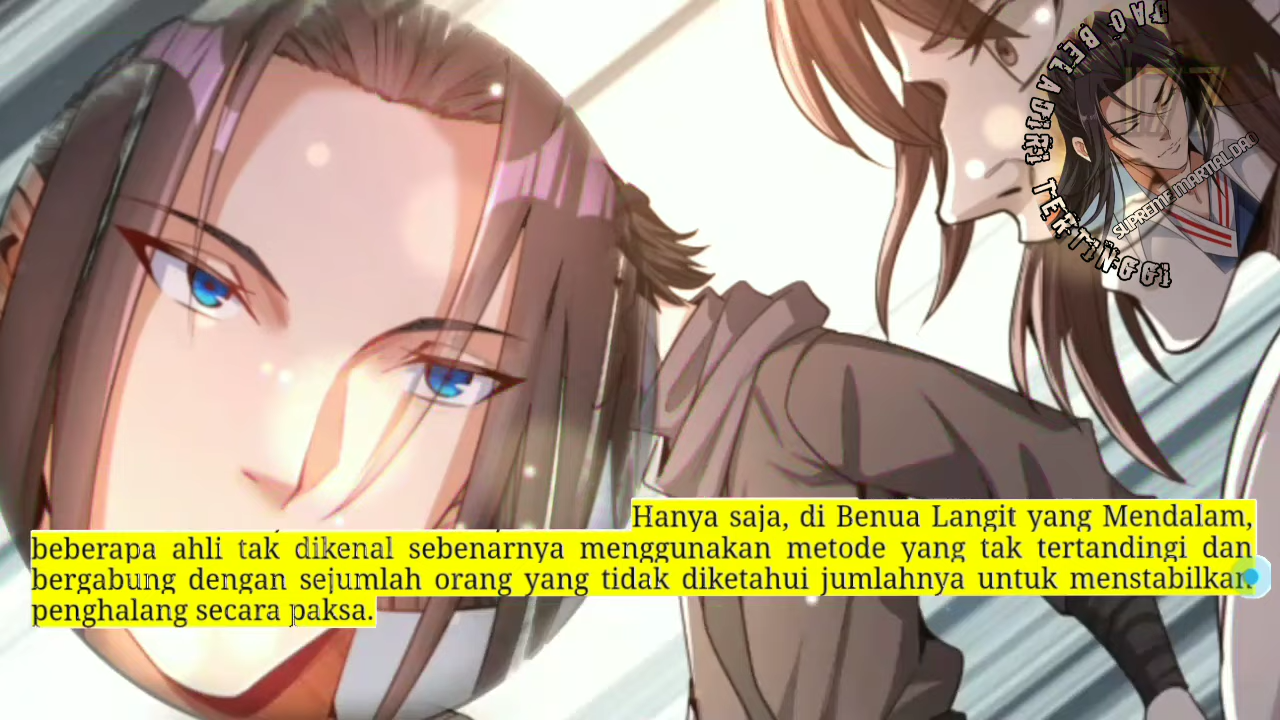 DAO BELADIRI TERTINGGI
SUPREME MARTIAL DAO
Hanya saja, di Benua Langit yang Mendalam,
beberapa ahli tak dikenal sebenarnya menggunakan metode yang tak tertandingi dan
bergabung dengan sejumlah orang yang tidak diketahui jumlahnya untuk menstabilkan
penghalang secara paksa.